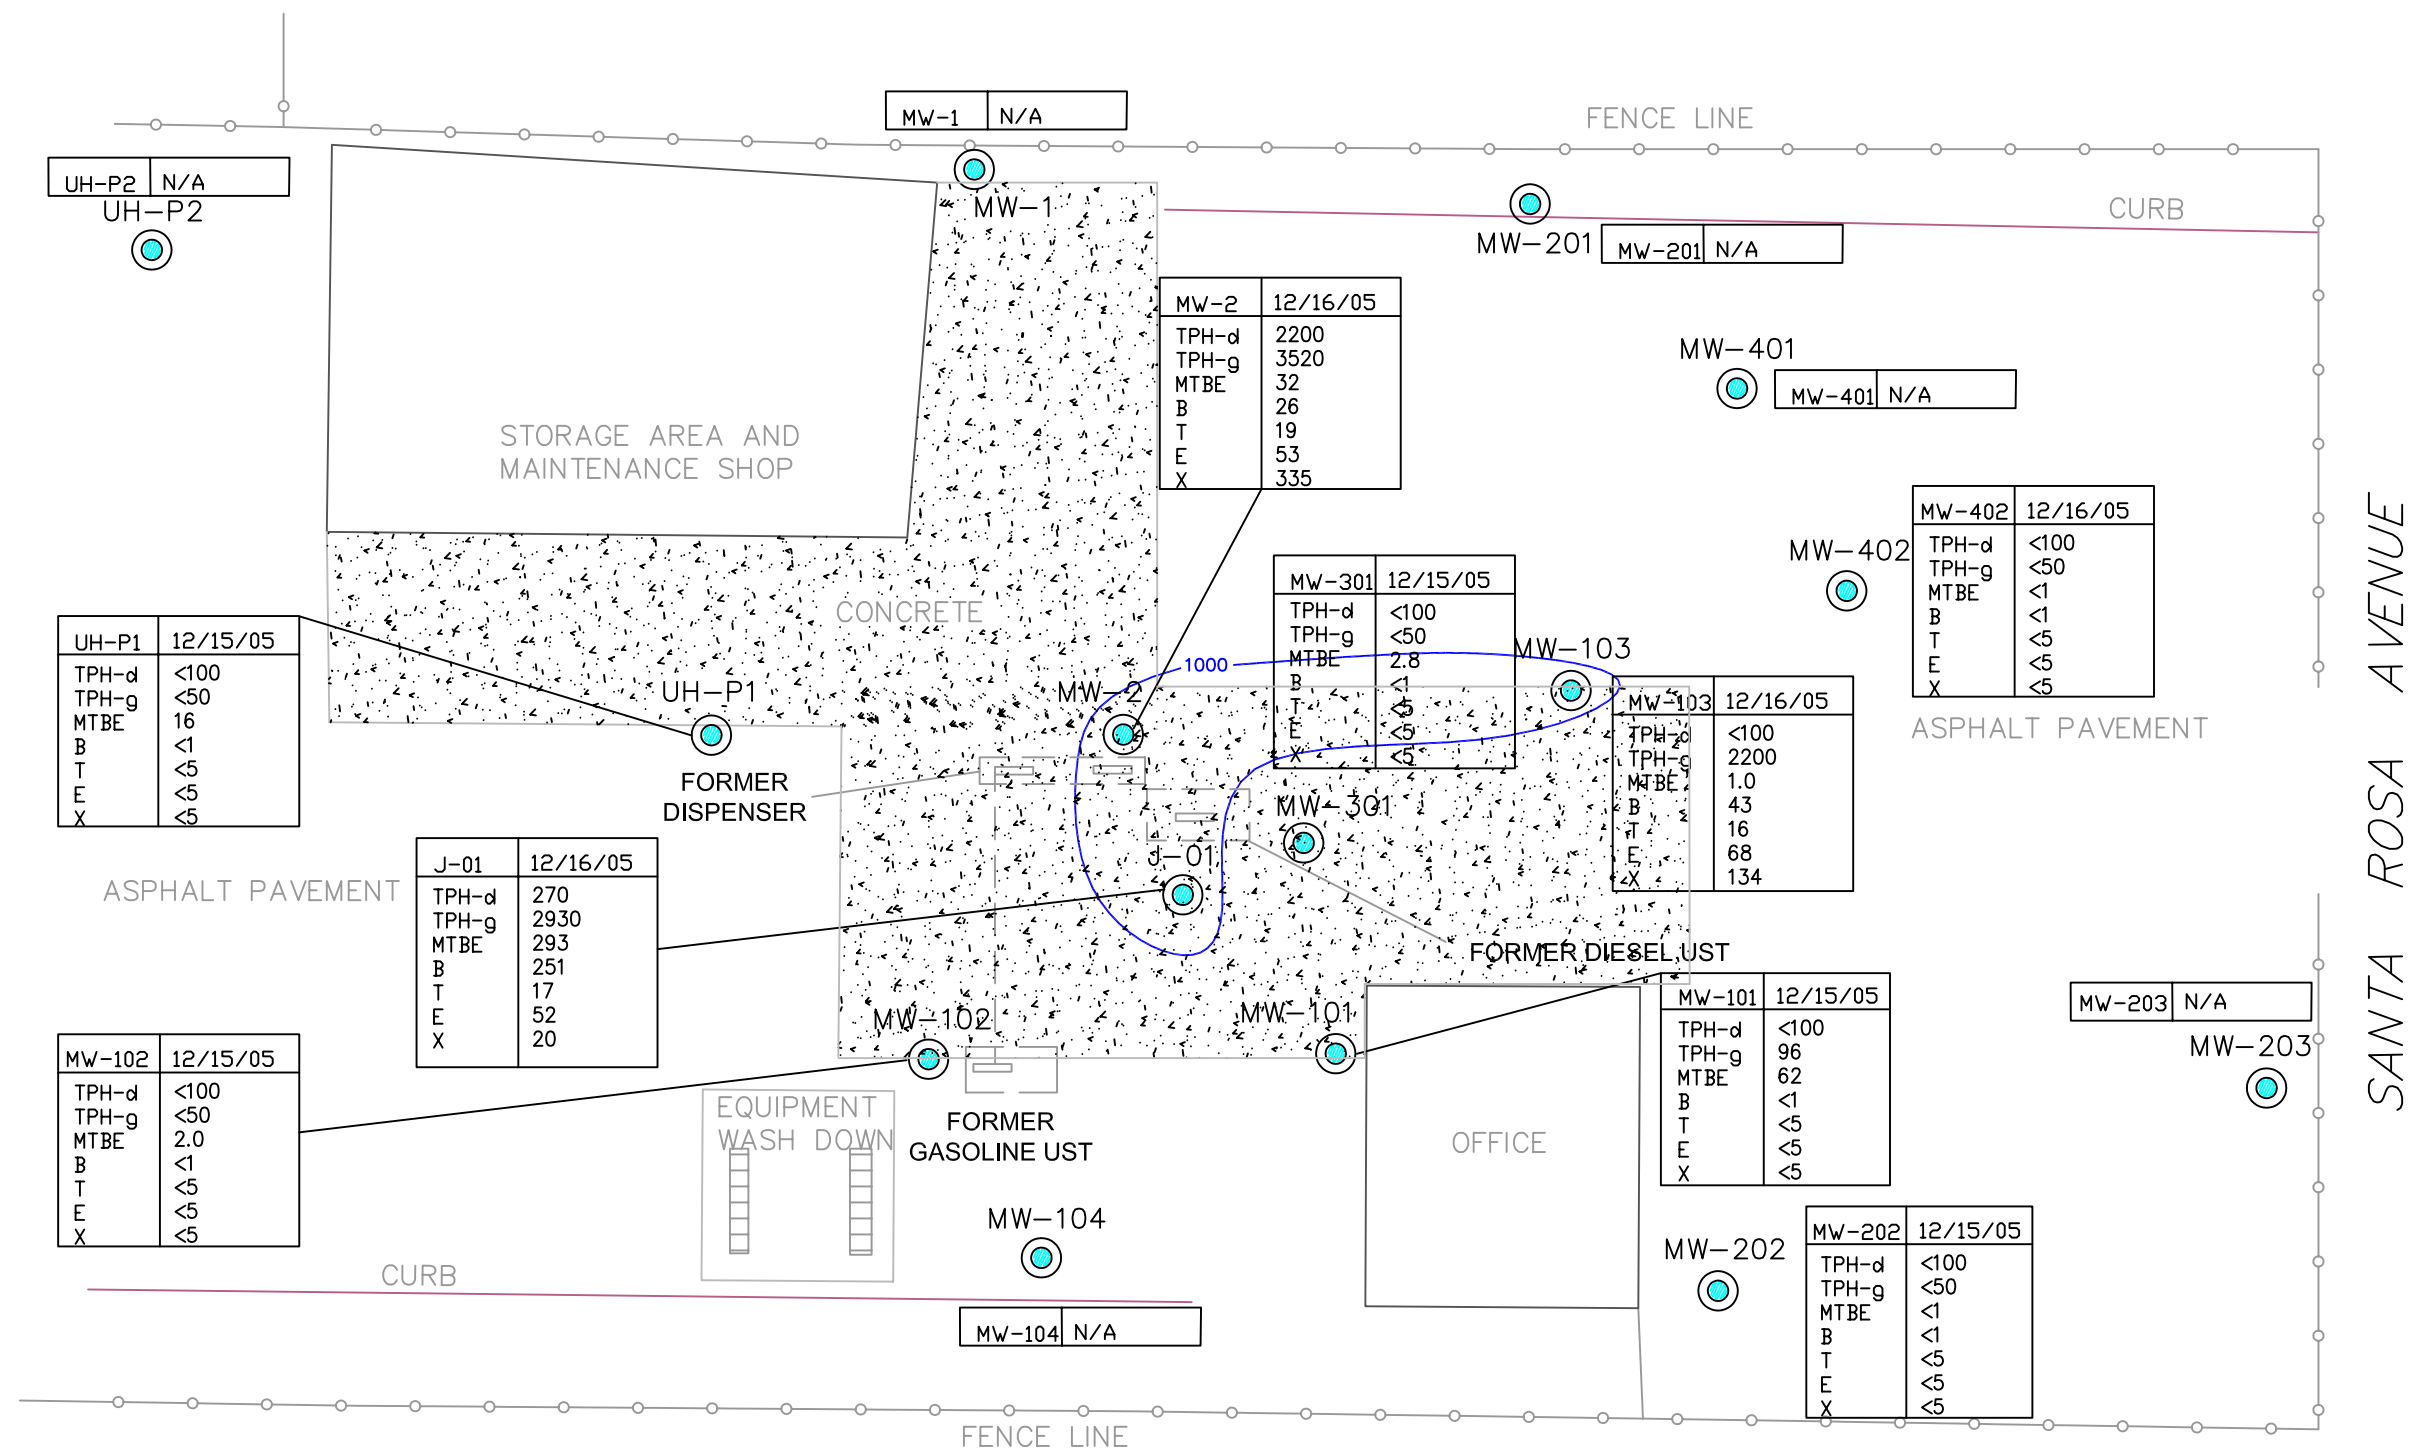 FENCE LINE
MW-1 N/A
UH-P2 N/A
UH-P2
MW-1
CURB
MW-201
MW-201 N/A
MW-2 12/16/05
TPH-d 2200
TPH-g 3520
MTBE 32
B 26
T 19
E 53
X 335
MW-401
MW-401 N/A
STORAGE AREA AND
MAINTENANCE SHOP
MW-402 12/16/05
TPH-d <100
TPH-g <50
MTBE <1
B <1
T <5
E <5
X <5
MW-402
ASPHALT PAVEMENT
SANTA ROSA AVENUE
CONCRETE
MW-301 12/15/05
TPH-d <100
TPH-g <50
MTBE 2.8
B <1
T <5
E <5
X <5
UH-P1 12/15/05
TPH-d <100
TPH-g <50
MTBE 16
B <1
T <5
E <5
X <5
1000
MW-103
UH-P1
MW-2
MW-103 12/16/05
TPH-d <100
TPH-g 2200
MTBE 1.0
B 43
T 16
E 68
X 134
FORMER
DISPENSER
MW-301
J-01
J-01 12/16/05
TPH-d 270
TPH-g 2930
MTBE 293
B 251
T 17
E 52
X 20
ASPHALT PAVEMENT
FORMER DIESEL UST
MW-102
MW-101
MW-101 12/15/05
TPH-d <100
TPH-g 96
MTBE 62
B <1
T <5
E <5
X <5
MW-203 N/A
MW-203
MW-102 12/15/05
TPH-d <100
TPH-g <50
MTBE 2.0
B <1
T <5
E <5
X <5
EQUIPMENT
WASH DOWN
FORMER
GASOLINE UST
OFFICE
MW-104
MW-202
MW-202 12/15/05
TPH-d <100
TPH-g <50
MTBE <1
B <1
T <5
E <5
X <5
CURB
MW-104 N/A
FENCE LINE